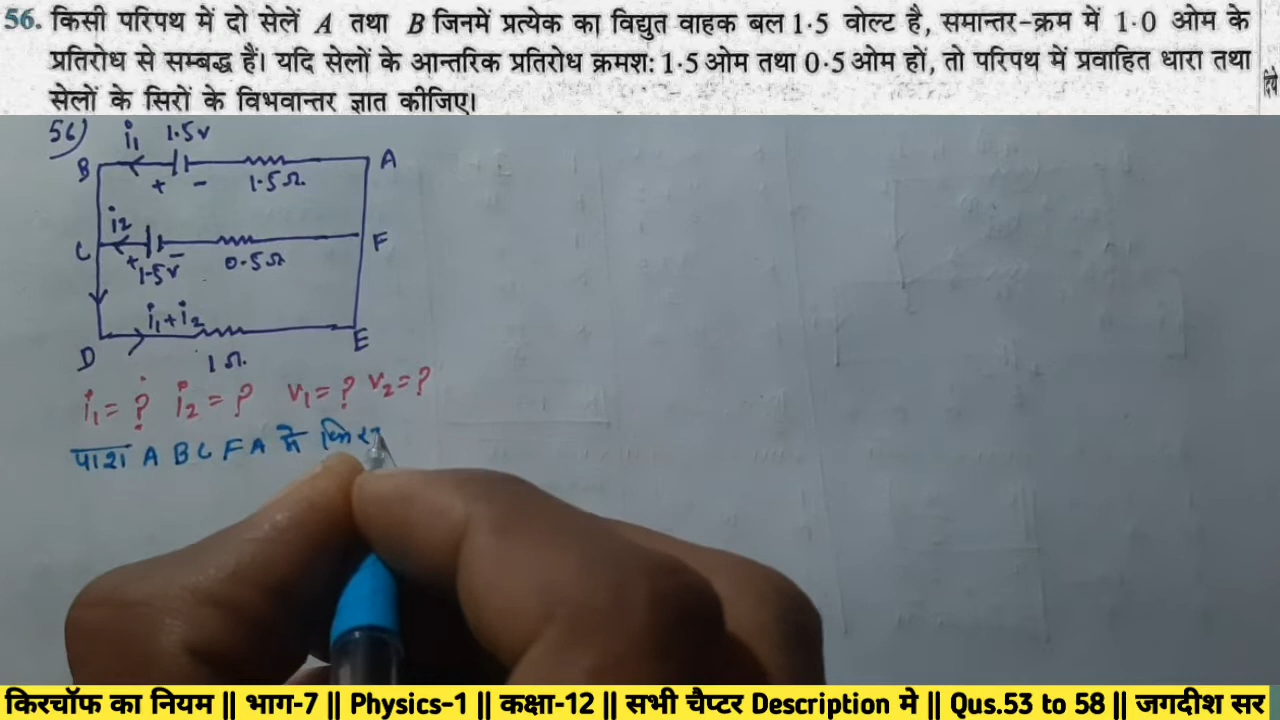 56. किसी परिपथ में दो सेलें A तथा B जिनमें प्रत्येक का विद्युत वाहक बल 1·5 वोल्ट है, समान्तर-क्रम में 1·0 ओम के
प्रतिरोध से सम्बद्ध हैं। यदि सेलों के आन्तरिक प्रतिरोध क्रमश: 1·5 ओम तथा 0·5 ओम हों, तो परिपथ में प्रवाहित धारा तथा
सेलों के सिरों के विभवान्तर ज्ञात कीजिए।
56)
i₁ 1.5v
B A
+ - 1.5Ω
i₂
C F
+ - 0.5Ω
1.5v
i₁+i₂
D E
1Ω.
i₁ = ? i₂ = ? v₁ = ? v₂ = ?
पाश A B C F A में
किरचॉफ का नियम || भाग-7 || Physics-1 || कक्षा-12 || सभी चैप्टर Description मे || Qus.53 to 58 || जगदीश सर